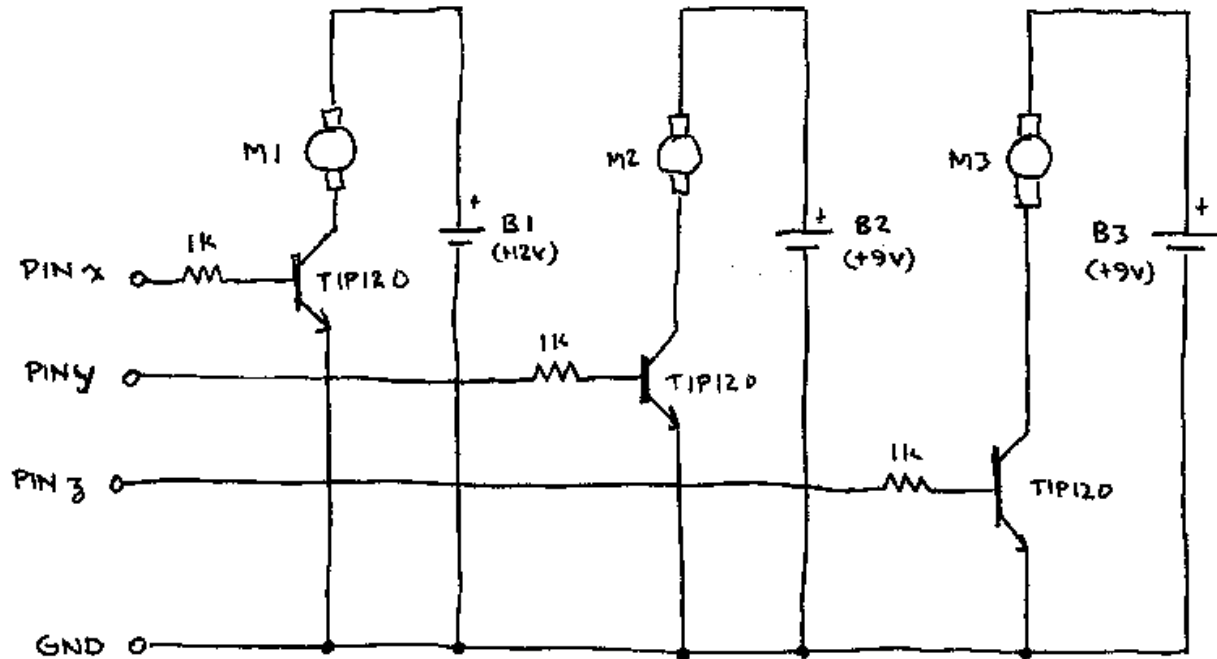 M1
M2
M3
+
B1
(+12V)
+
B2
(+9V)
+
B3
(+9V)
1K
PIN x
TIP120
1K
PIN y
TIP120
1K
PIN z
TIP120
GND